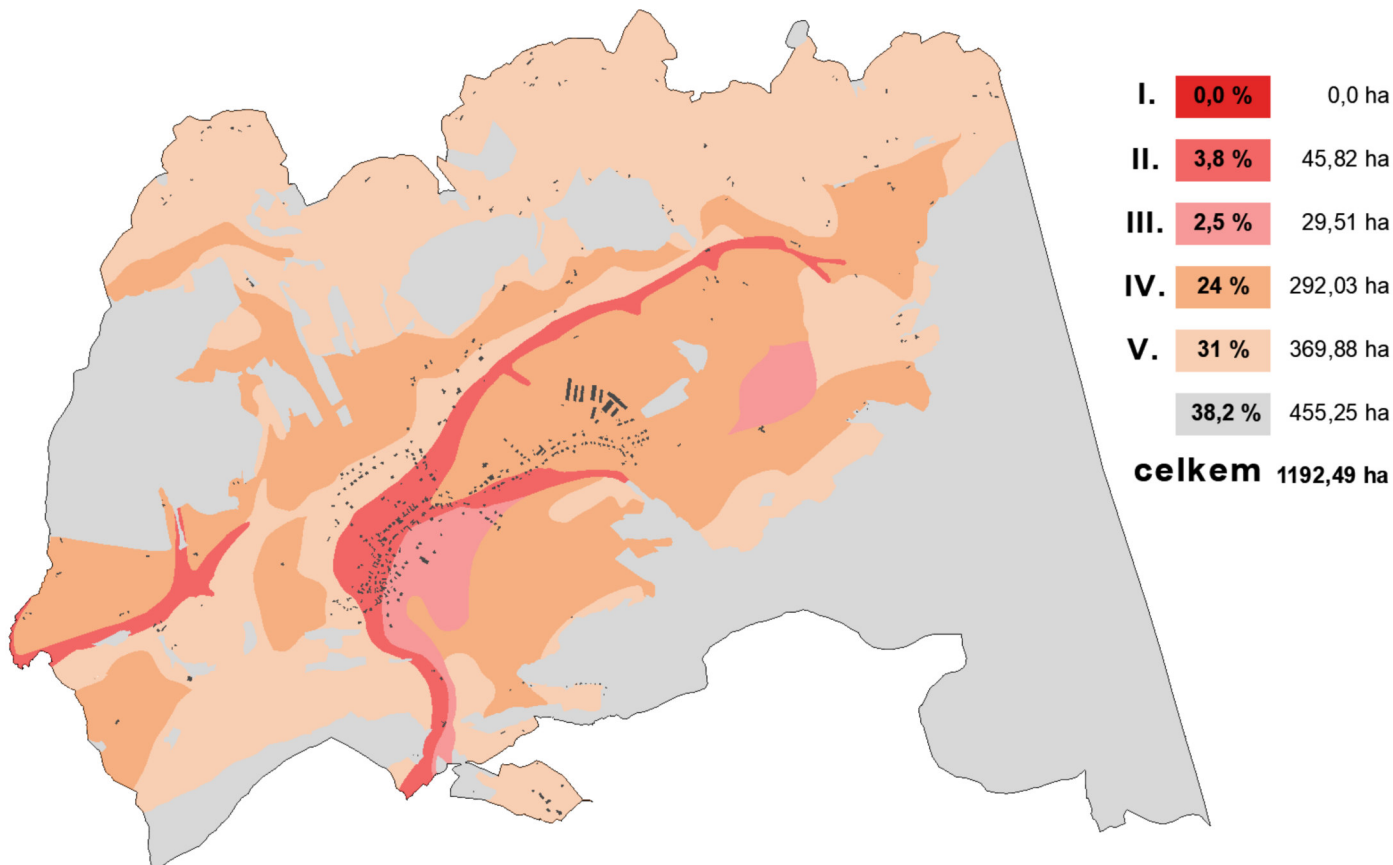 I. 0,0 % 0,0 ha
II. 3,8 % 45,82 ha
III. 2,5 % 29,51 ha
IV. 24 % 292,03 ha
V. 31 % 369,88 ha
38,2 % 455,25 ha
celkem 1192,49 ha